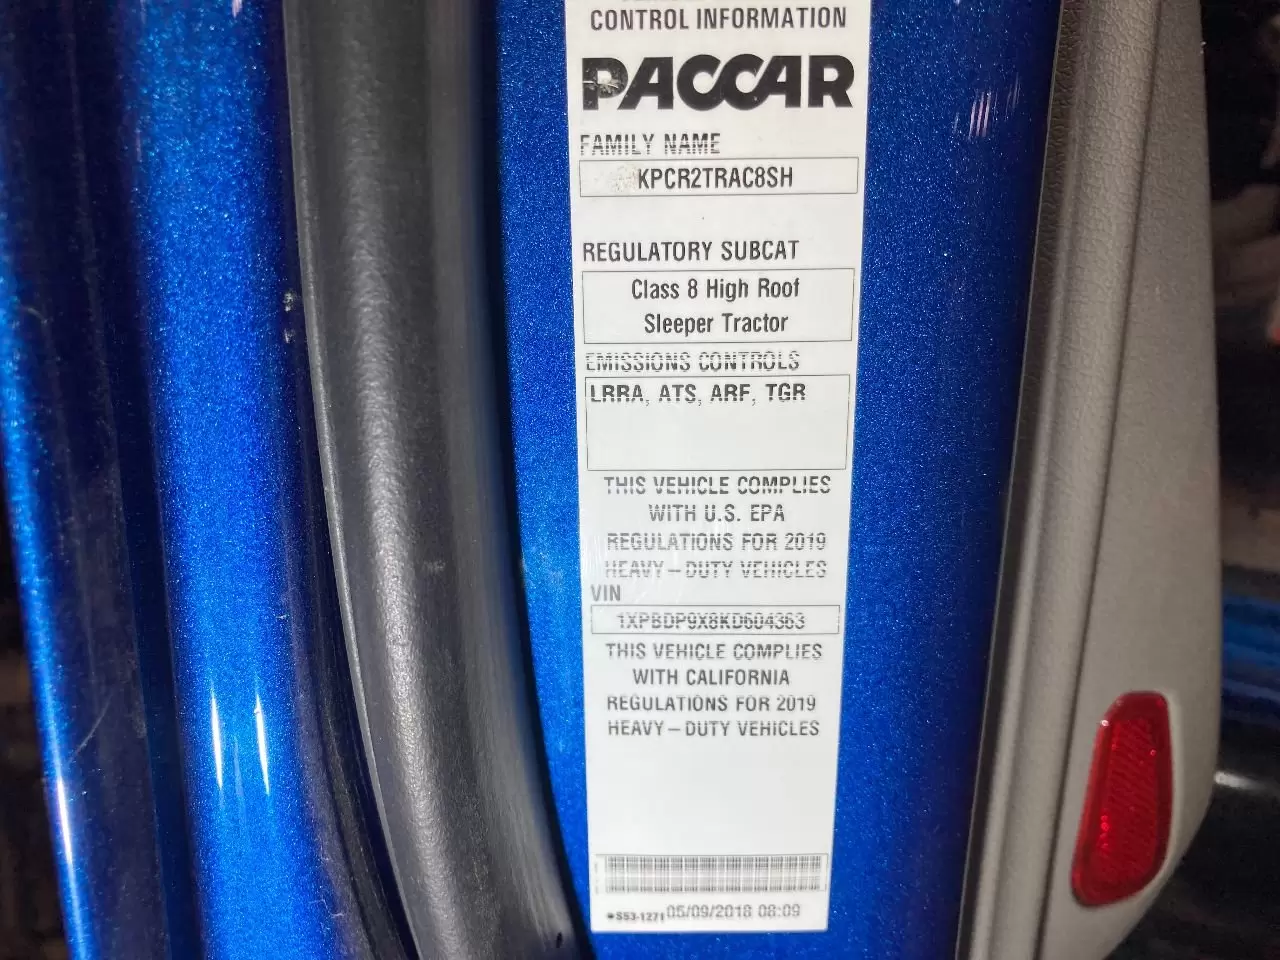 CONTROL INFORMATION
PACCAR
FAMILY NAME
KPCR2TRAC8SH
REGULATORY SUBCAT
Class 8 High Roof
Sleeper Tractor
EMISSIONS CONTROLS
LRRA, ATS, ARF, TGR
THIS VEHICLE COMPLIES
WITH U.S. EPA
REGULATIONS FOR 2019
HEAVY-DUTY VEHICLES
VIN
1XPBDP9X8KD604363
THIS VEHICLE COMPLIES
WITH CALIFORNIA
REGULATIONS FOR 2019
HEAVY-DUTY VEHICLES
*S53-1271 05/09/2018 08:09